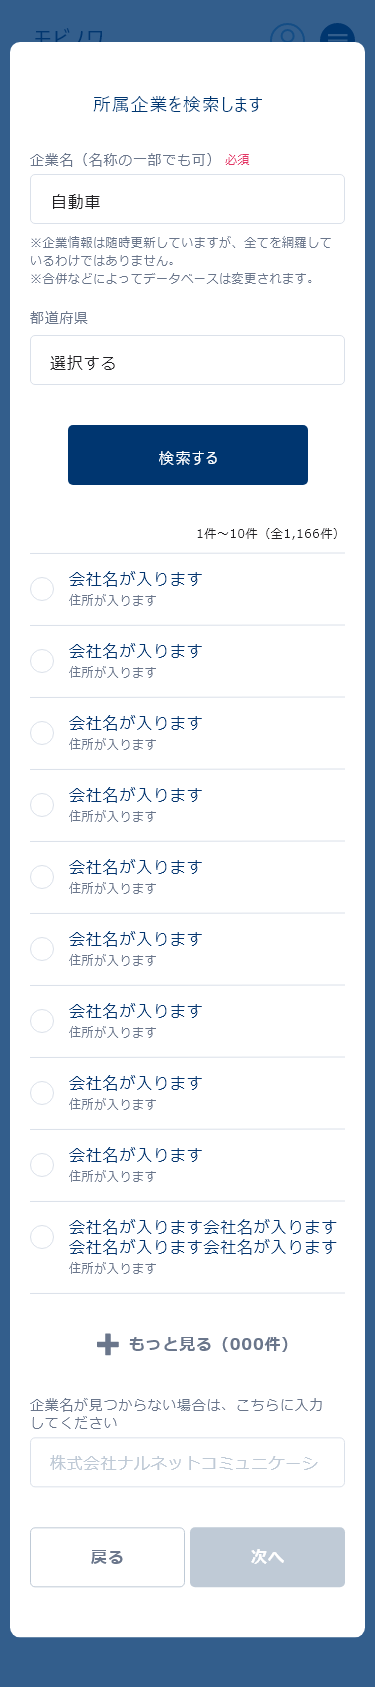 モビノワ
所属企業を検索します
企業名（名称の一部でも可） 必須
自動車
※企業情報は随時更新していますが、全てを網羅して
いるわけではありません。
※合併などによってデータベースは変更されます。
都道府県
選択する
検索する
1件〜10件（全1,166件）
会社名が入ります
住所が入ります
会社名が入ります
住所が入ります
会社名が入ります
住所が入ります
会社名が入ります
住所が入ります
会社名が入ります
住所が入ります
会社名が入ります
住所が入ります
会社名が入ります
住所が入ります
会社名が入ります
住所が入ります
会社名が入ります
住所が入ります
会社名が入ります会社名が入ります
会社名が入ります会社名が入ります
住所が入ります
もっと見る（000件）
企業名が見つからない場合は、こちらに入力
してください
株式会社ナルネットコミュニケーシ
戻る
次へ